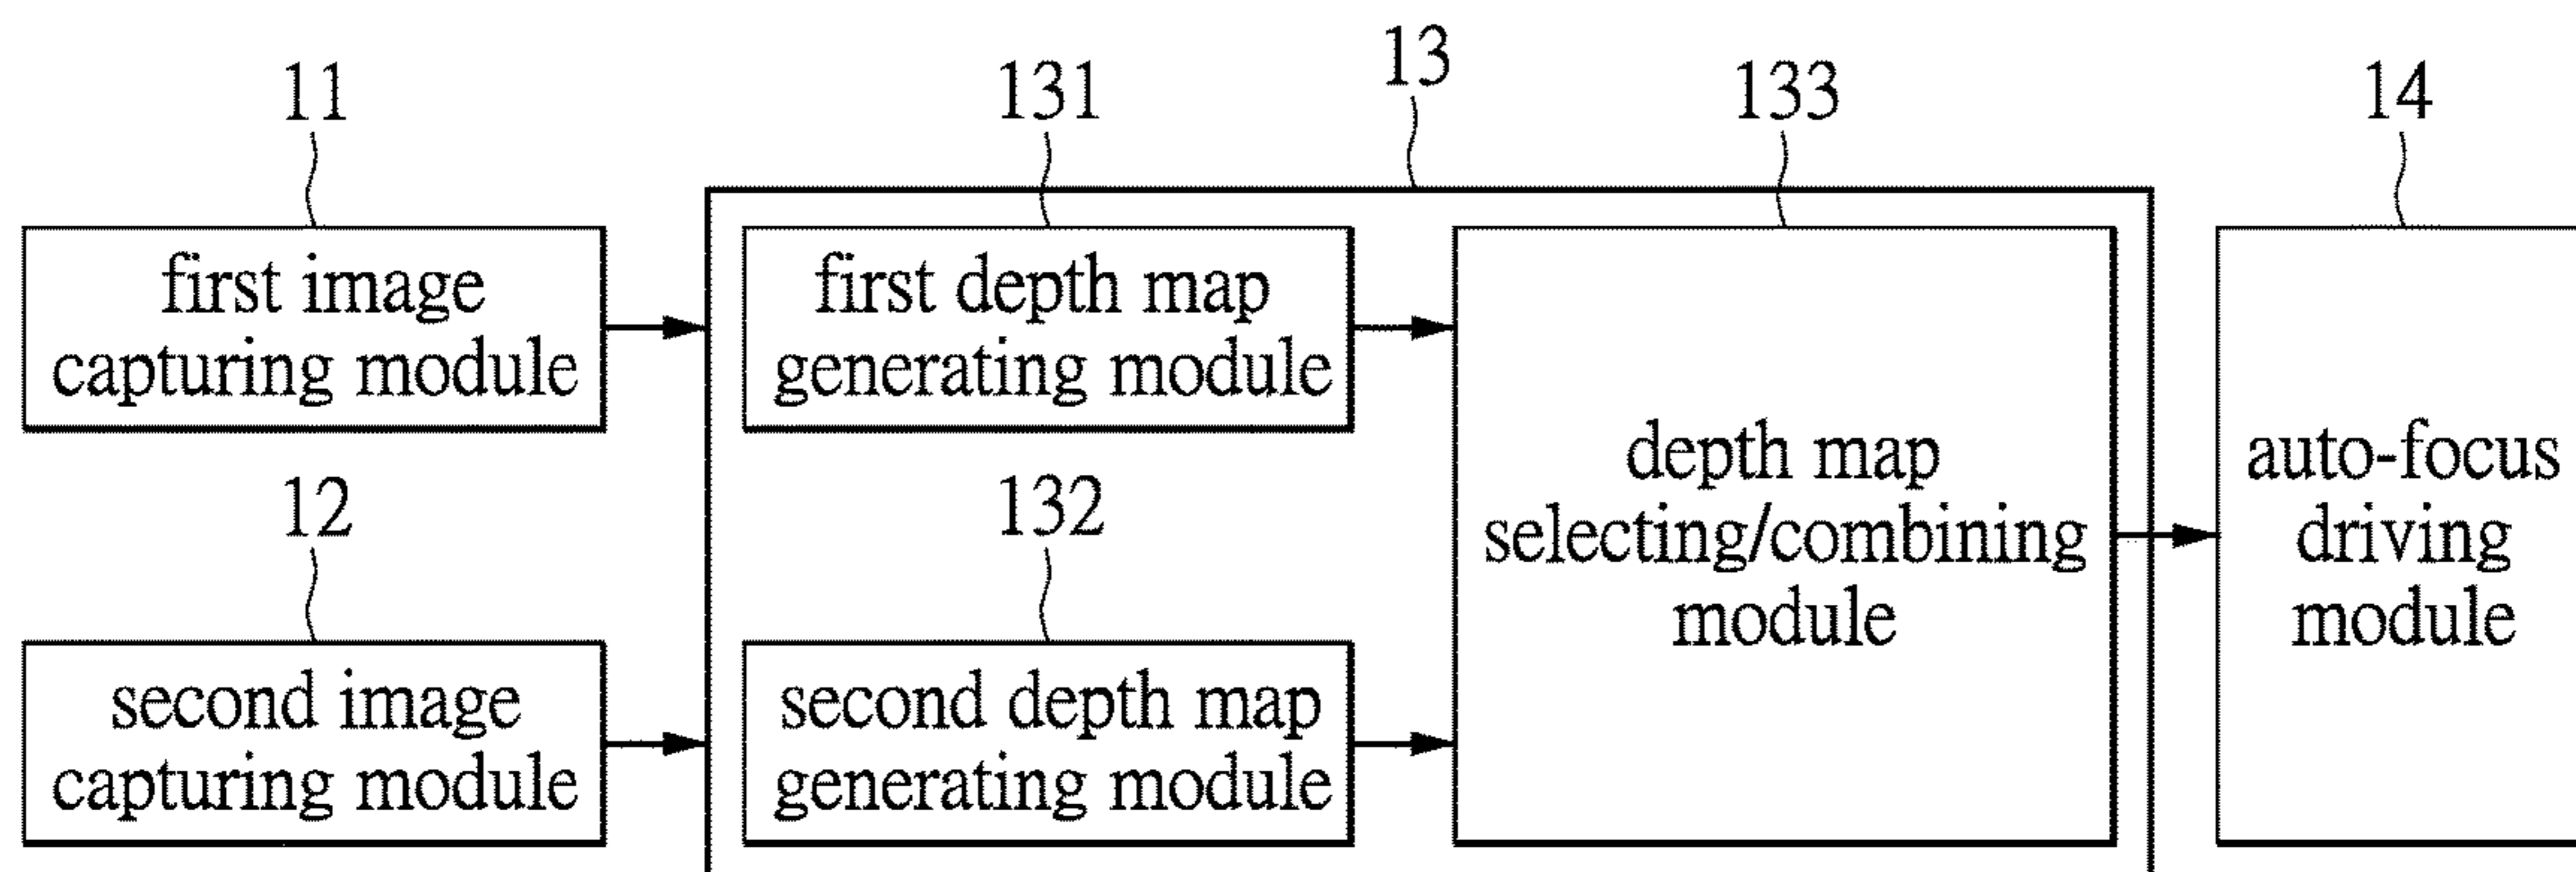 13
11
131
133
14
first image
capturing module
first depth map
generating module
depth map
selecting/combining
module
auto-focus
driving
module
12
132
second image
capturing module
second depth map
generating module